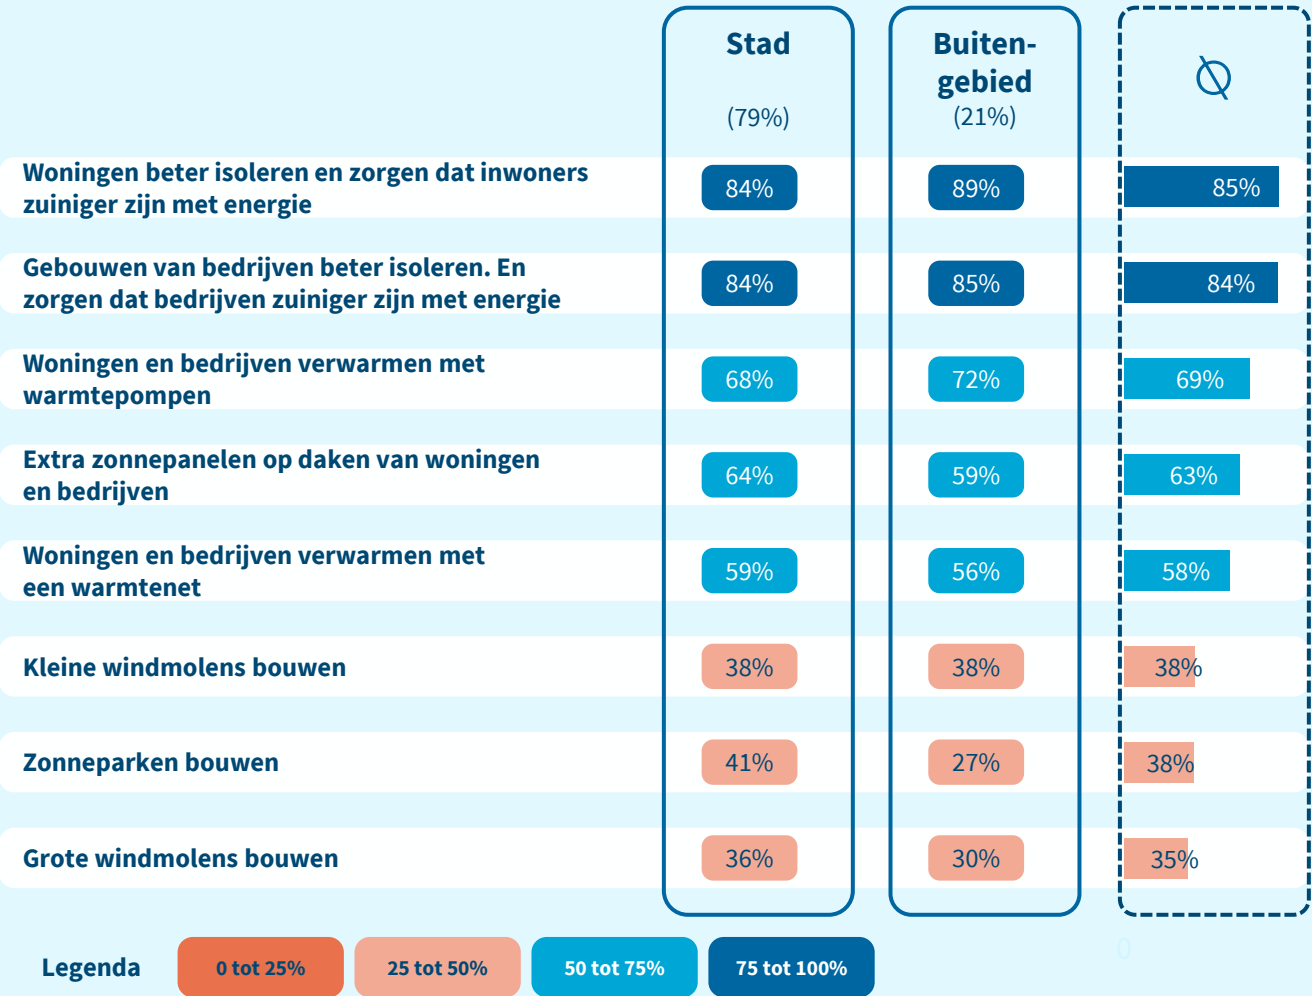 Stad
(79%)
Buiten-
gebied
(21%)
Ø
Woningen beter isoleren en zorgen dat inwoners
zuiniger zijn met energie
84%
89%
85%
Gebouwen van bedrijven beter isoleren. En
zorgen dat bedrijven zuiniger zijn met energie
84%
85%
84%
Woningen en bedrijven verwarmen met
warmtepompen
68%
72%
69%
Extra zonnepanelen op daken van woningen
en bedrijven
64%
59%
63%
Woningen en bedrijven verwarmen met
een warmtenet
59%
56%
58%
Kleine windmolens bouwen
38%
38%
38%
Zonneparken bouwen
41%
27%
38%
Grote windmolens bouwen
36%
30%
35%
0
Legenda
0 tot 25%
25 tot 50%
50 tot 75%
75 tot 100%